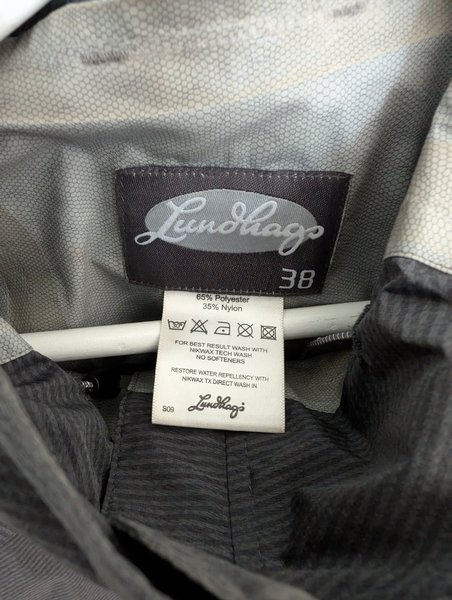 Lundhags
38
65% Polyester
35% Nylon
FOR BEST RESULT WASH WITH
NIKWAX TECH WASH
NO SOFTENERS
RESTORE WATER REPELLENCY WITH
NIKWAX TX DIRECT WASH IN
S09
Lundhags